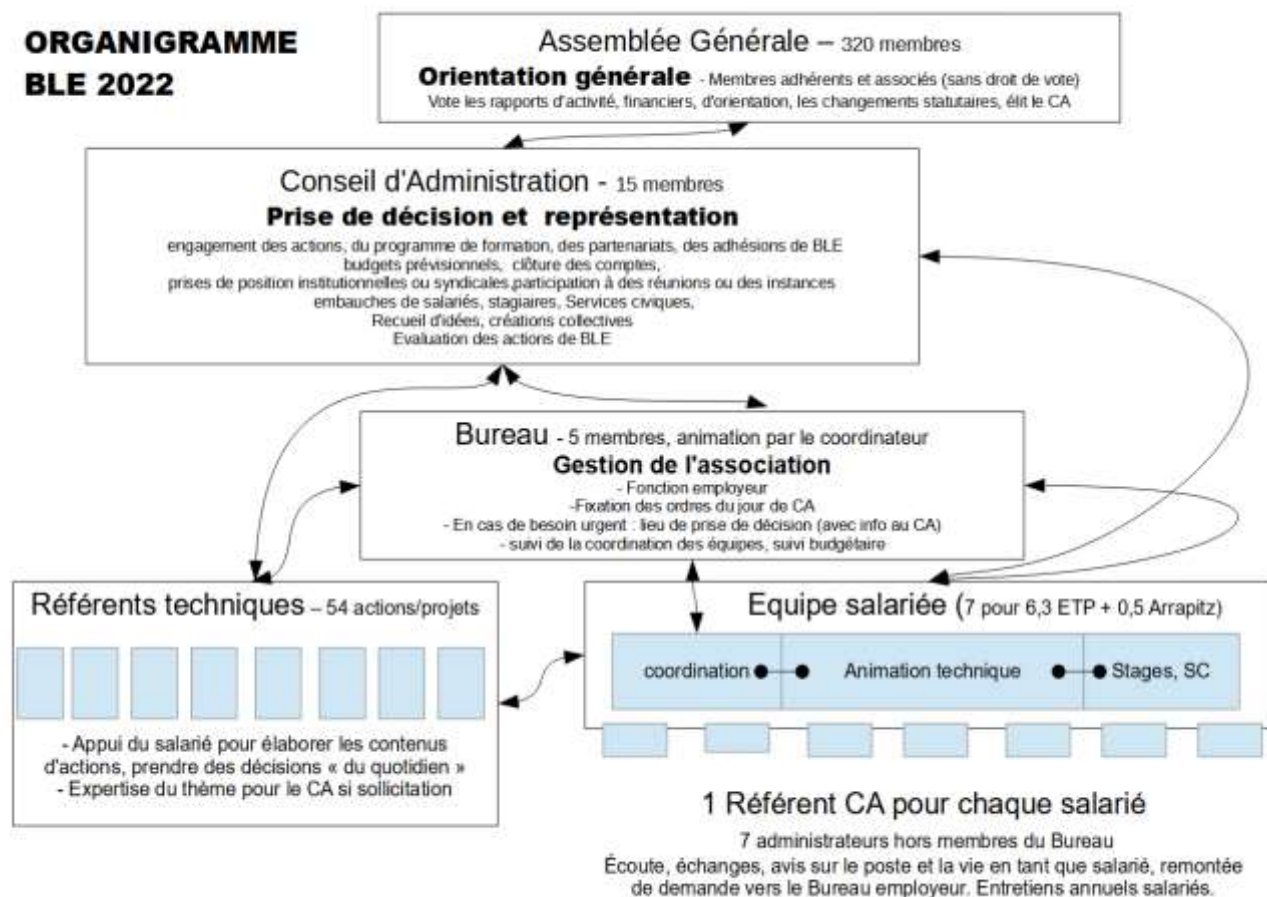 ORGANIGRAMME
BLE 2022
Assemblée Générale – 320 membres
Orientation générale - Membres adhérents et associés (sans droit de vote)
Vote les rapports d'activité, financiers, d'orientation, les changements statutaires, élit le CA
Conseil d'Administration - 15 membres
Prise de décision et représentation
engagement des actions, du programme de formation, des partenariats, des adhésions de BLE
budgets prévisionnels, clôture des comptes,
prises de position institutionnelles ou syndicales,participation à des réunions ou des instances
embauches de salariés, stagiaires, Services civiques,
Recueil d'idées, créations collectives
Evaluation des actions de BLE
Bureau - 5 membres, animation par le coordinateur
Gestion de l'association
- Fonction employeur
-Fixation des ordres du jour de CA
- En cas de besoin urgent : lieu de prise de décision (avec info au CA)
- suivi de la coordination des équipes, suivi budgétaire
Référents techniques – 54 actions/projets
- Appui du salarié pour élaborer les contenus
d'actions, prendre des décisions « du quotidien »
- Expertise du thème pour le CA si sollicitation
Equipe salariée (7 pour 6,3 ETP + 0,5 Arrapitz)
coordination Animation technique Stages, SC
1 Référent CA pour chaque salarié
7 administrateurs hors membres du Bureau
Écoute, échanges, avis sur le poste et la vie en tant que salarié, remontée
de demande vers le Bureau employeur. Entretiens annuels salariés.